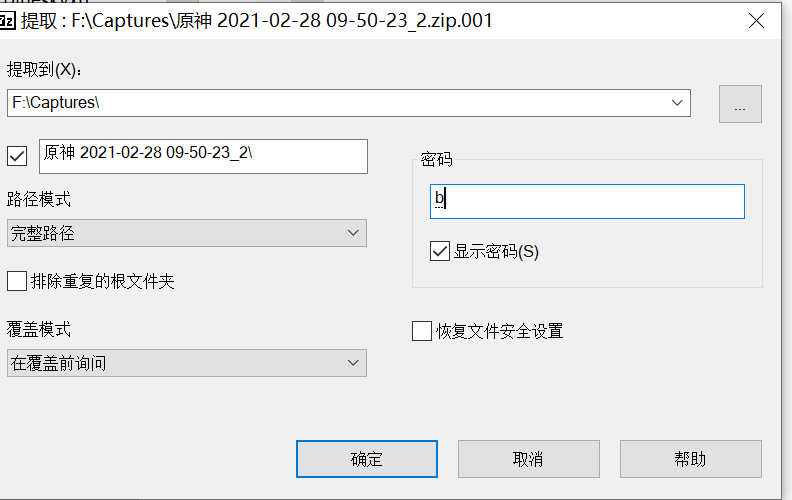 7z 提取 : F:\Captures\原神 2021-02-28 09-50-23_2.zip.001
提取到(X):
F:\Captures\
...
原神 2021-02-28 09-50-23_2\
密码
b
路径模式
完整路径
显示密码(S)
排除重复的根文件夹
覆盖模式
恢复文件安全设置
在覆盖前询问
确定
取消
帮助